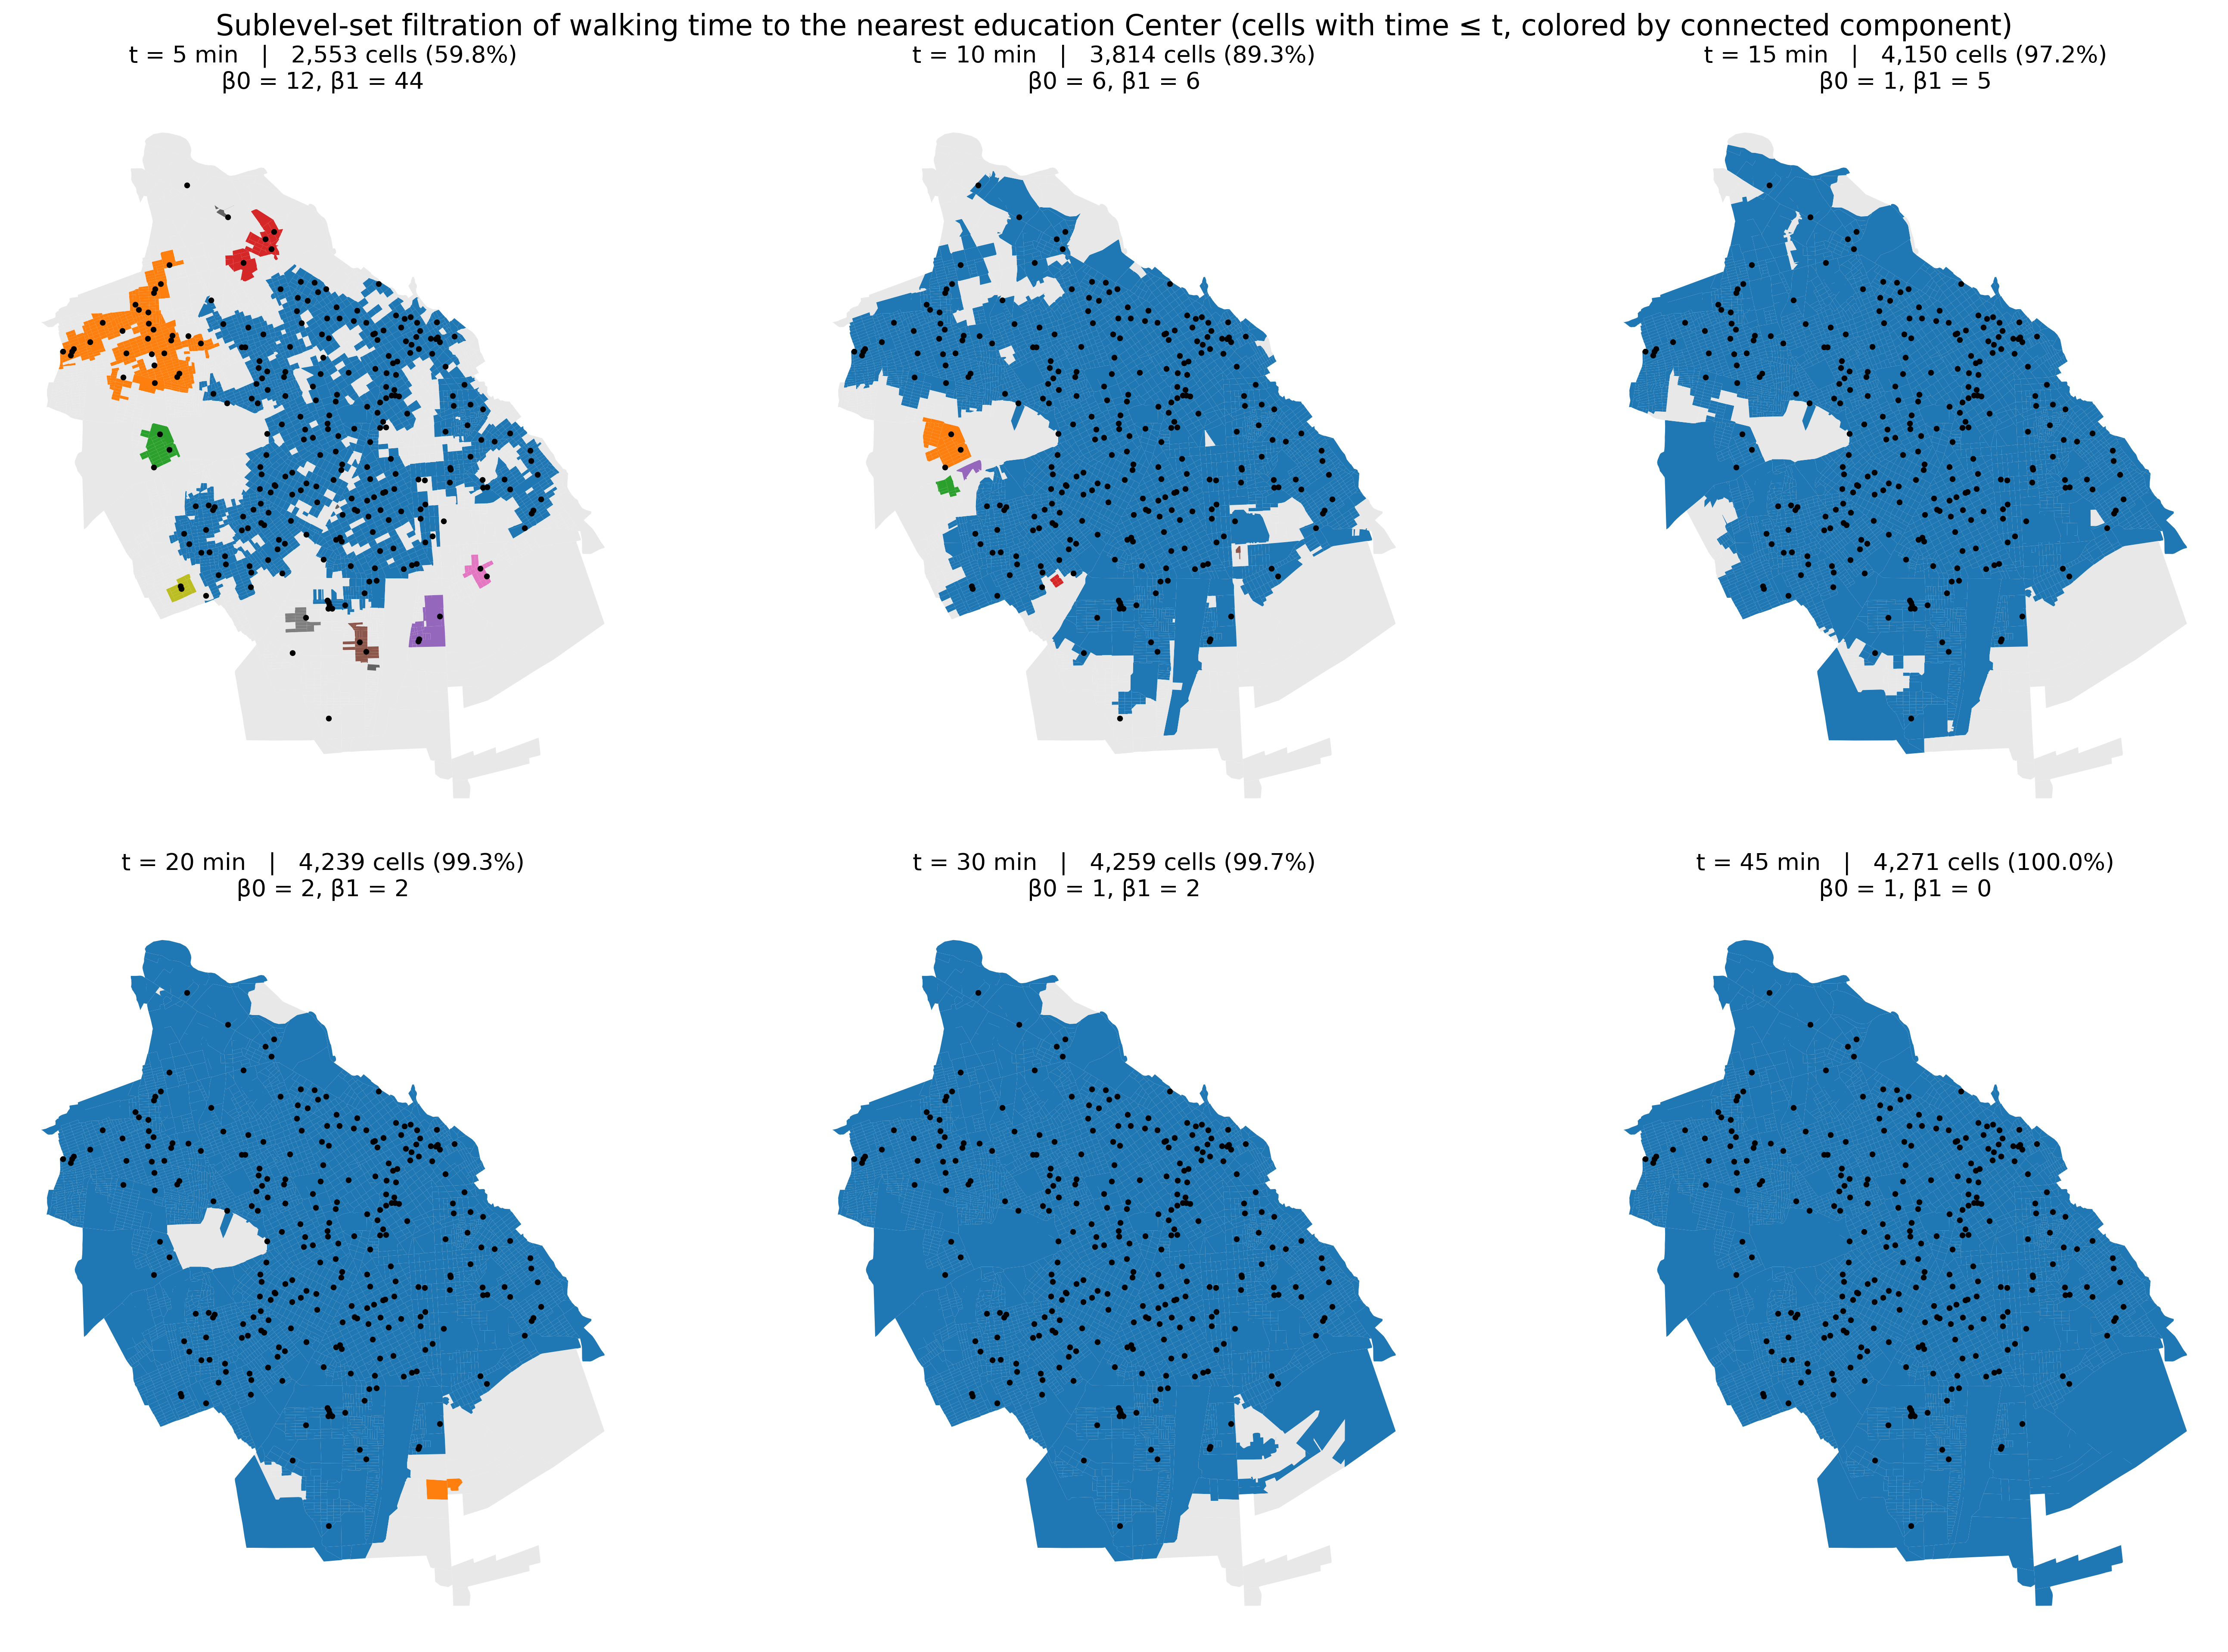 Sublevel-set filtration of walking time to the nearest education Center (cells with time ≤ t, colored by connected component)
t = 5 min | 2,553 cells (59.8%)
β0 = 12, β1 = 44
t = 10 min | 3,814 cells (89.3%)
β0 = 6, β1 = 6
t = 15 min | 4,150 cells (97.2%)
β0 = 1, β1 = 5
t = 20 min | 4,239 cells (99.3%)
β0 = 2, β1 = 2
t = 30 min | 4,259 cells (99.7%)
β0 = 1, β1 = 2
t = 45 min | 4,271 cells (100.0%)
β0 = 1, β1 = 0